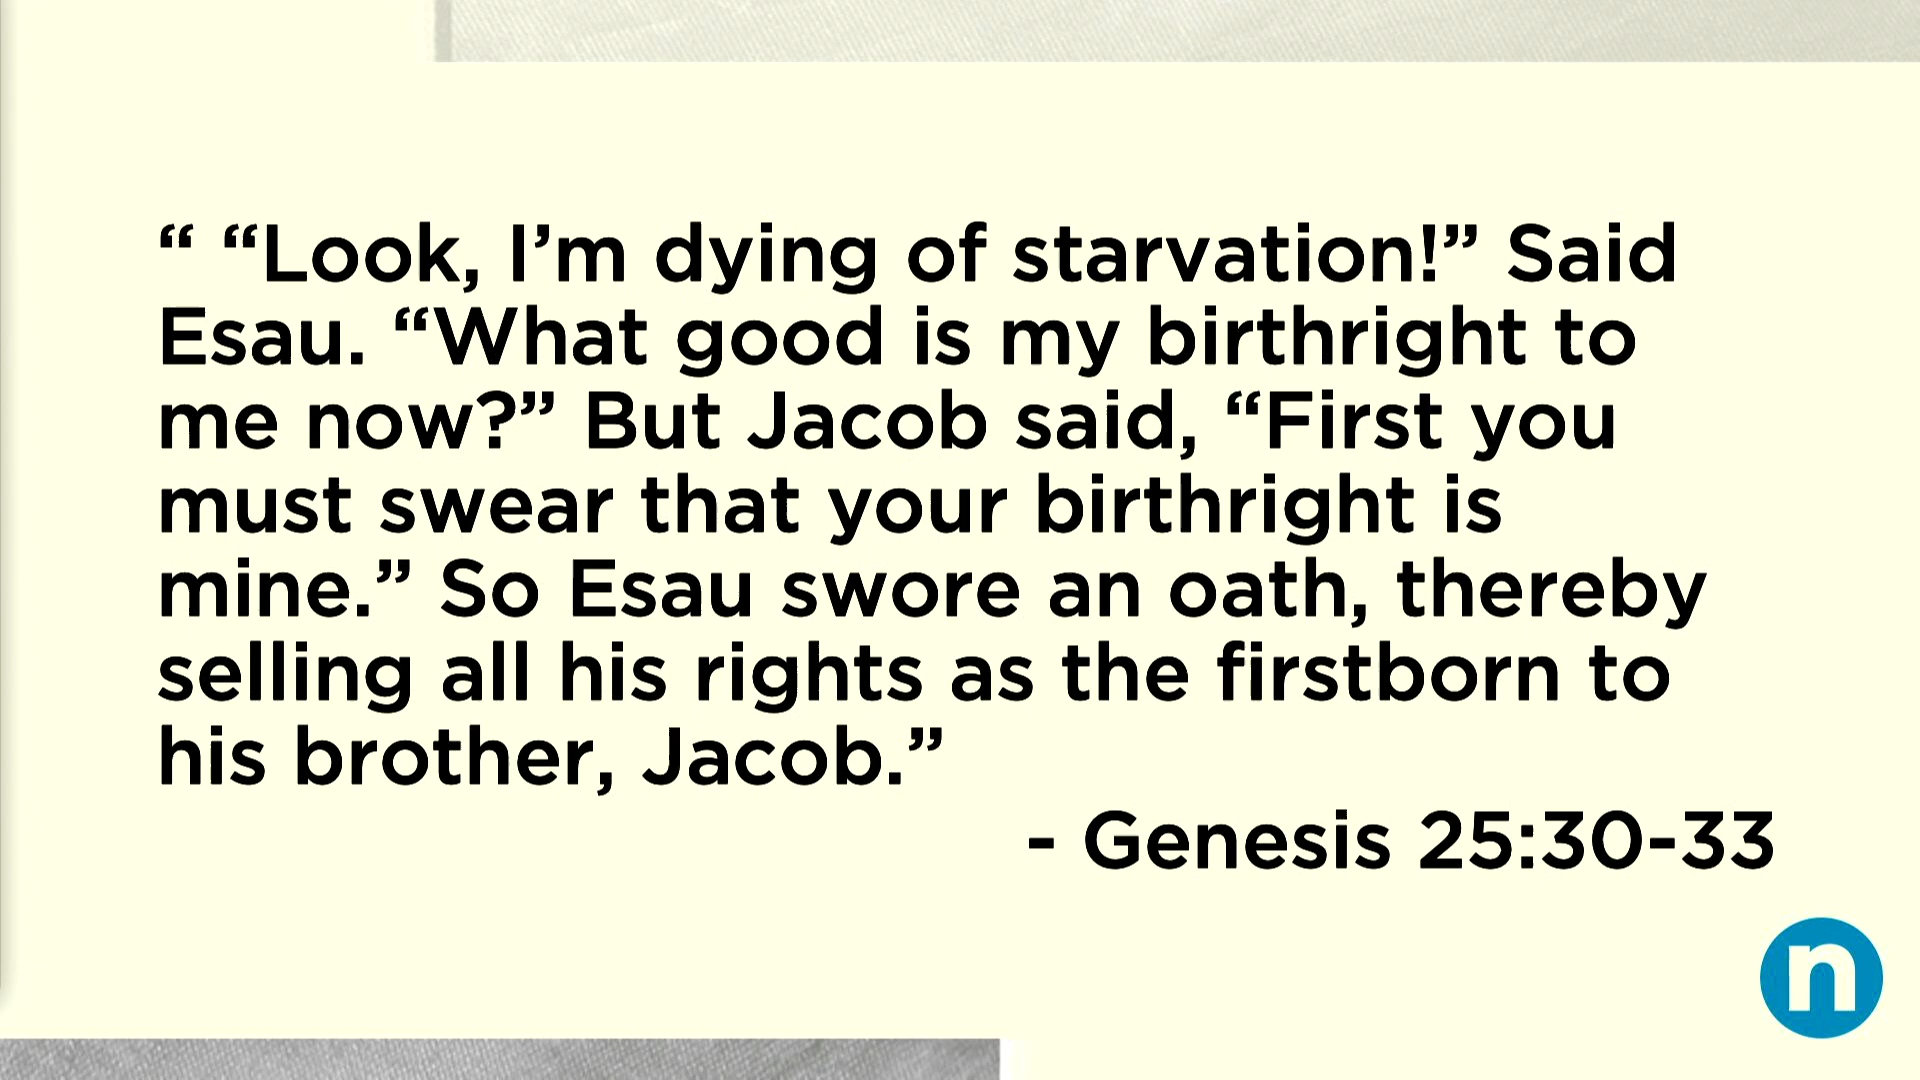 “ “Look, I’m dying of starvation!” Said
Esau. “What good is my birthright to
me now?” But Jacob said, “First you
must swear that your birthright is
mine.” So Esau swore an oath, thereby
selling all his rights as the firstborn to
his brother, Jacob.”
- Genesis 25:30-33
n